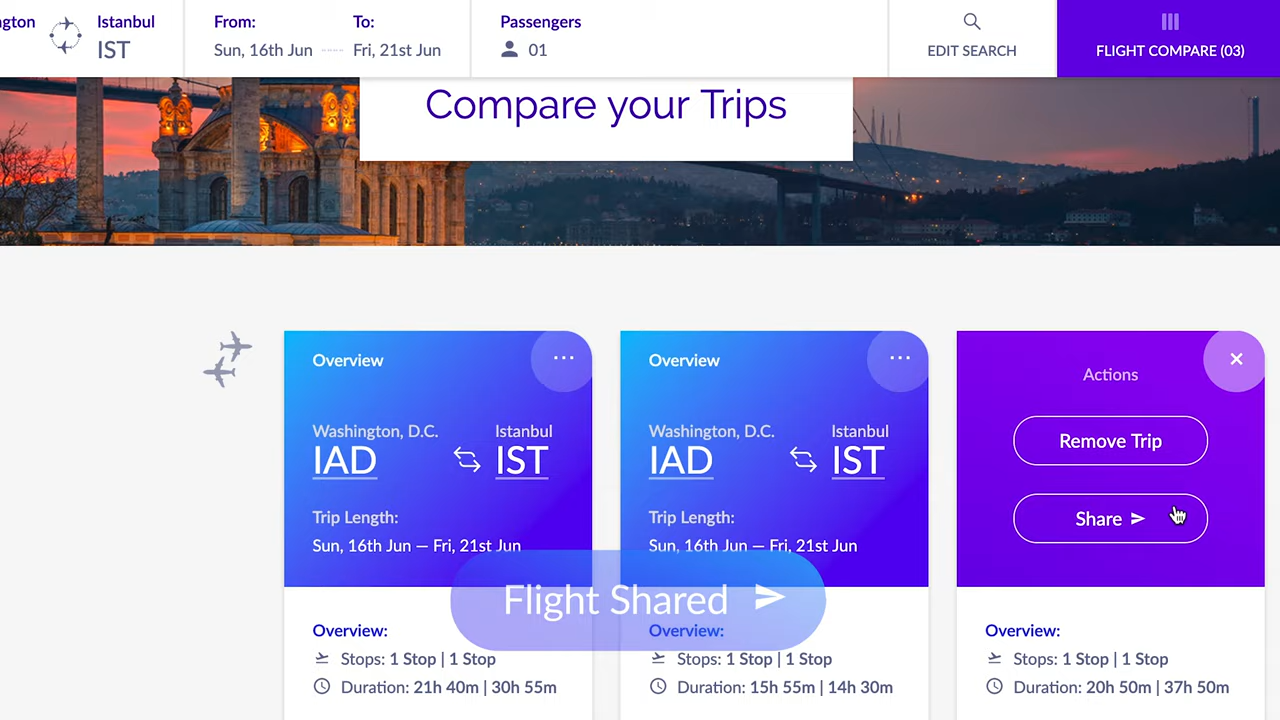 ngton
Istanbul
IST
From:
Sun, 16th Jun
To:
Fri, 21st Jun
Passengers
01
EDIT SEARCH
FLIGHT COMPARE (03)
Compare your Trips
Overview
Washington, D.C.
IAD
Istanbul
IST
Trip Length:
Sun, 16th Jun — Fri, 21st Jun
Overview
Washington, D.C.
IAD
Istanbul
IST
Trip Length:
Sun, 16th Jun — Fri, 21st Jun
Actions
Remove Trip
Share
Flight Shared
Overview:
Stops: 1 Stop | 1 Stop
Duration: 21h 40m | 30h 55m
Overview:
Stops: 1 Stop | 1 Stop
Duration: 15h 55m | 14h 30m
Overview:
Stops: 1 Stop | 1 Stop
Duration: 20h 50m | 37h 50m